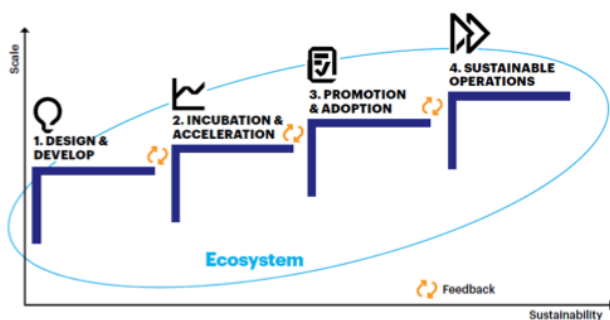 Scale
1. DESIGN &
DEVELOP
2. INCUBATION &
ACCELERATION
3. PROMOTION
& ADOPTION
4. SUSTAINABLE
OPERATIONS
Ecosystem
Feedback
Sustainability